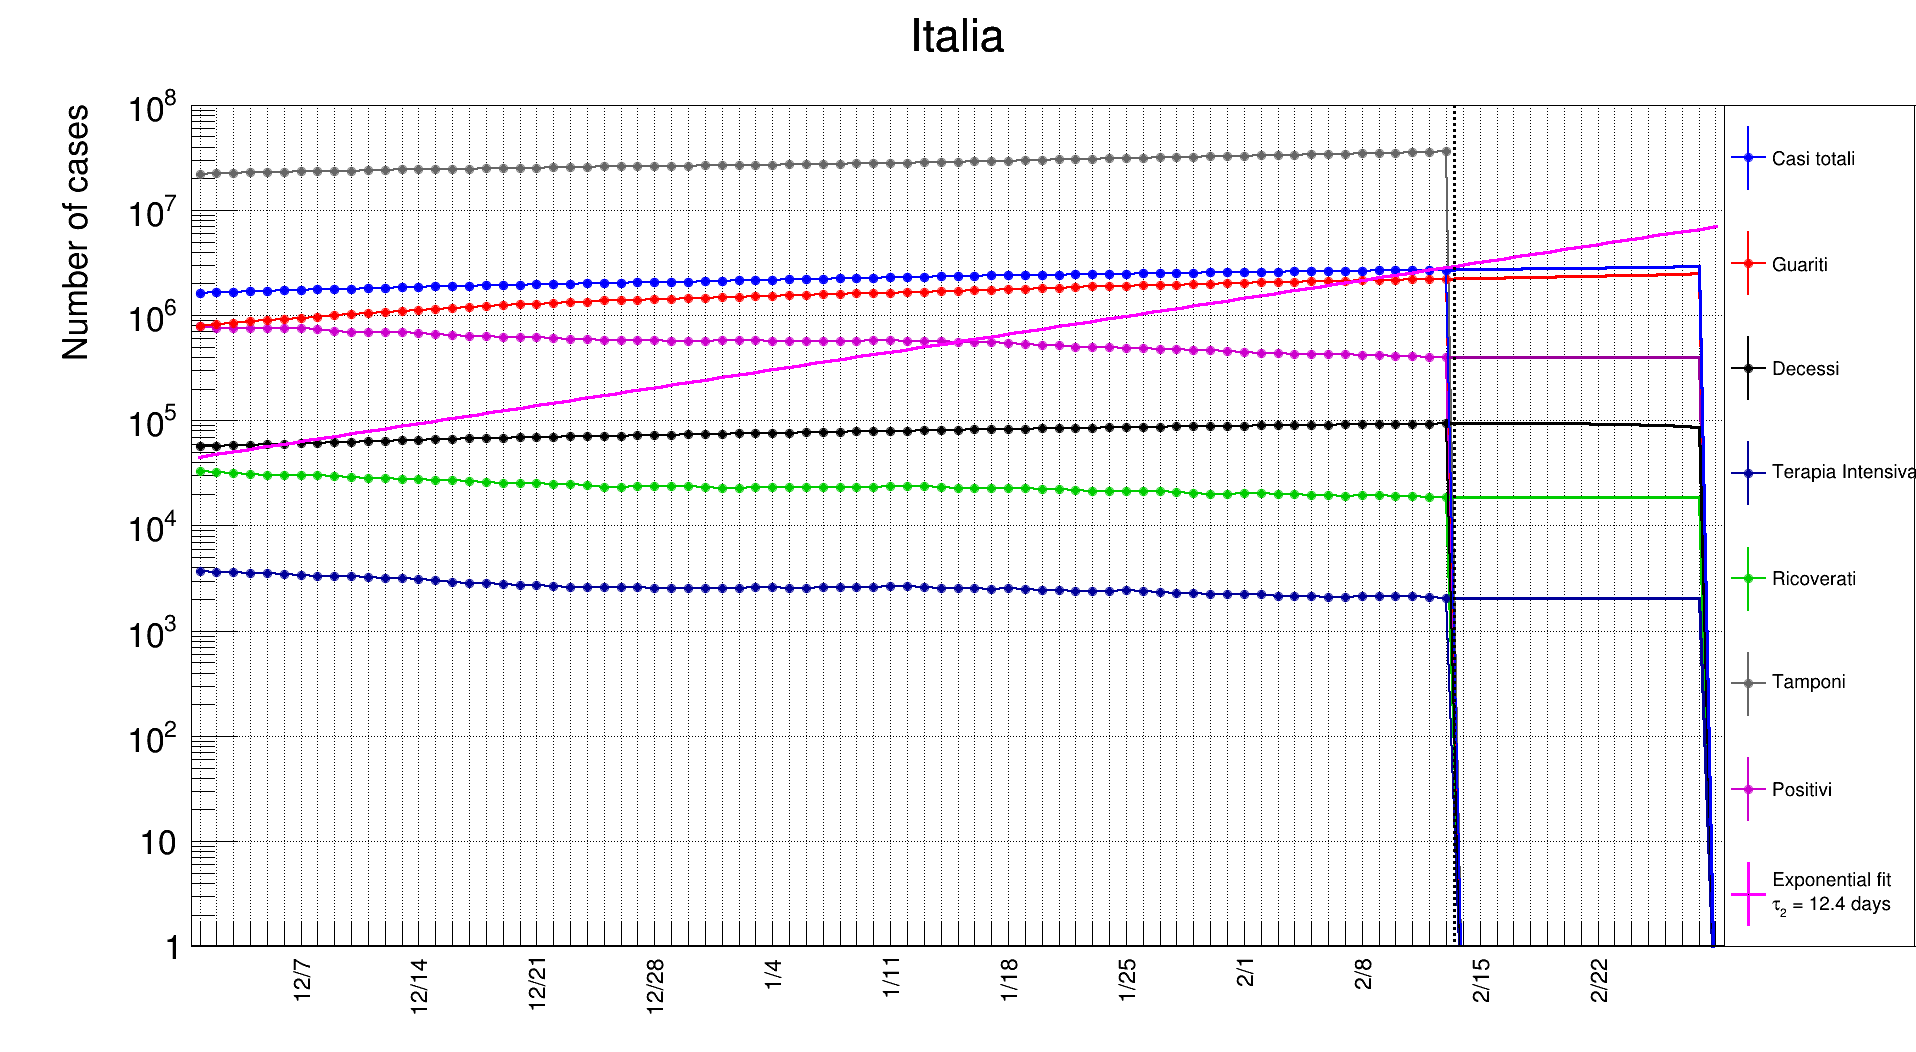 Italia
Number of cases
10^8
10^7
10^6
10^5
10^4
10^3
10^2
10
1
12/7
12/14
12/21
12/28
1/4
1/11
1/18
1/25
2/1
2/8
2/15
2/22
Casi totali
Guariti
Decessi
Terapia Intensiva
Ricoverati
Tamponi
Positivi
Exponential fit
τ₂ = 12.4 days